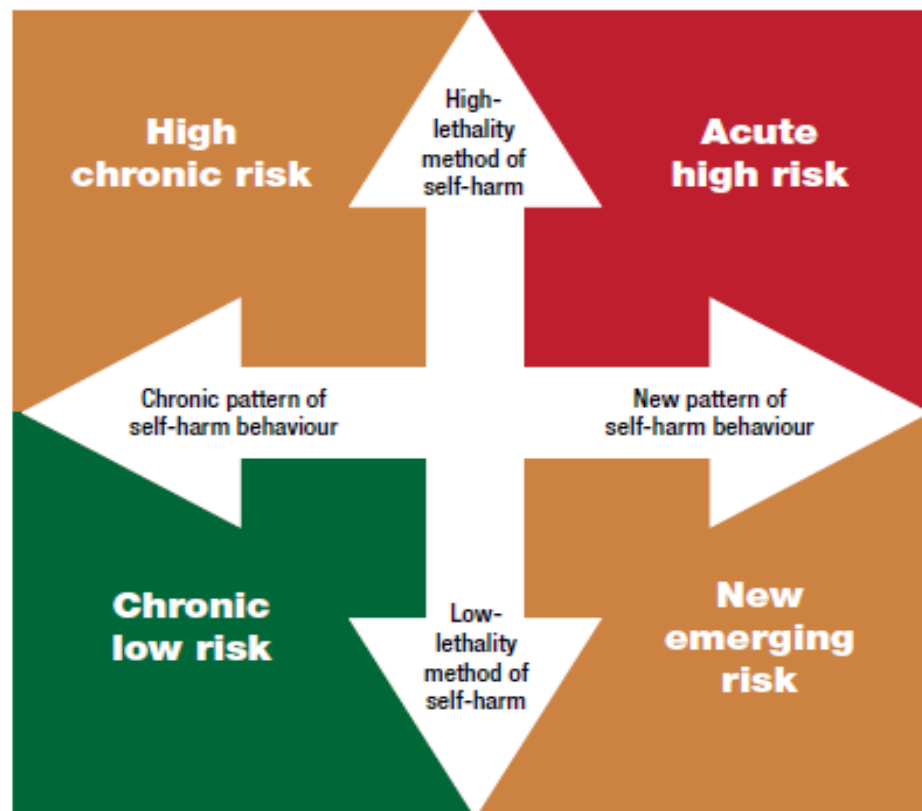 High
chronic risk
High-
lethality
method of
self-harm
Acute
high risk
Chronic pattern of
self-harm behaviour
New pattern of
self-harm behaviour
Chronic
low risk
Low-
lethality
method of
self-harm
New
emerging
risk